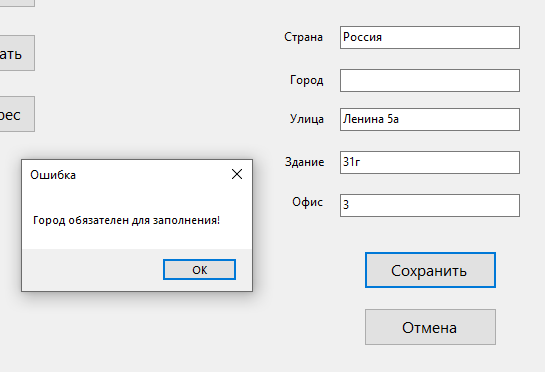 ать
рес
Страна Россия
Город
Улица Ленина 5а
Здание 31г
Офис 3
Сохранить
Отмена
Ошибка
Город обязателен для заполнения!
OK